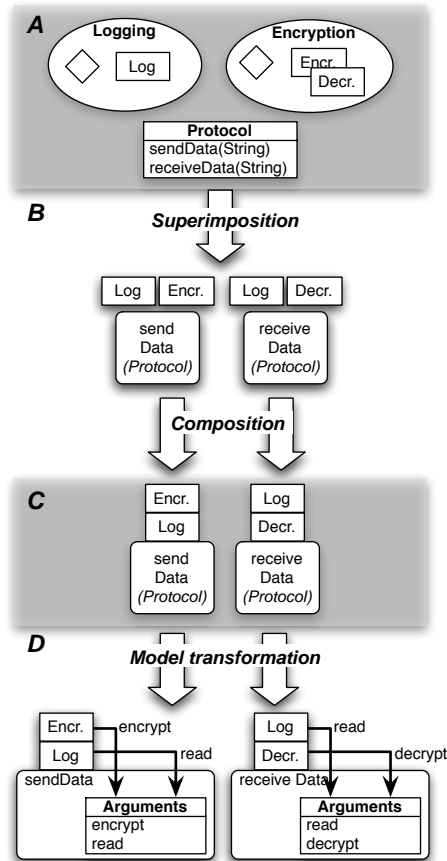 A
Logging
Encryption
Log
Encr.
Decr.
Protocol
sendData(String)
receiveData(String)
B
Superimposition
Log Encr. Log Decr.
send
Data
(Protocol)
receive
Data
(Protocol)
Composition
C
Encr.
Log
send
Data
(Protocol)
Log
Decr.
receive
Data
(Protocol)
D
Model transformation
Encr.
encrypt
Log
read
sendData
Arguments
encrypt
read
Log
read
Decr.
decrypt
receive Data
Arguments
read
decrypt